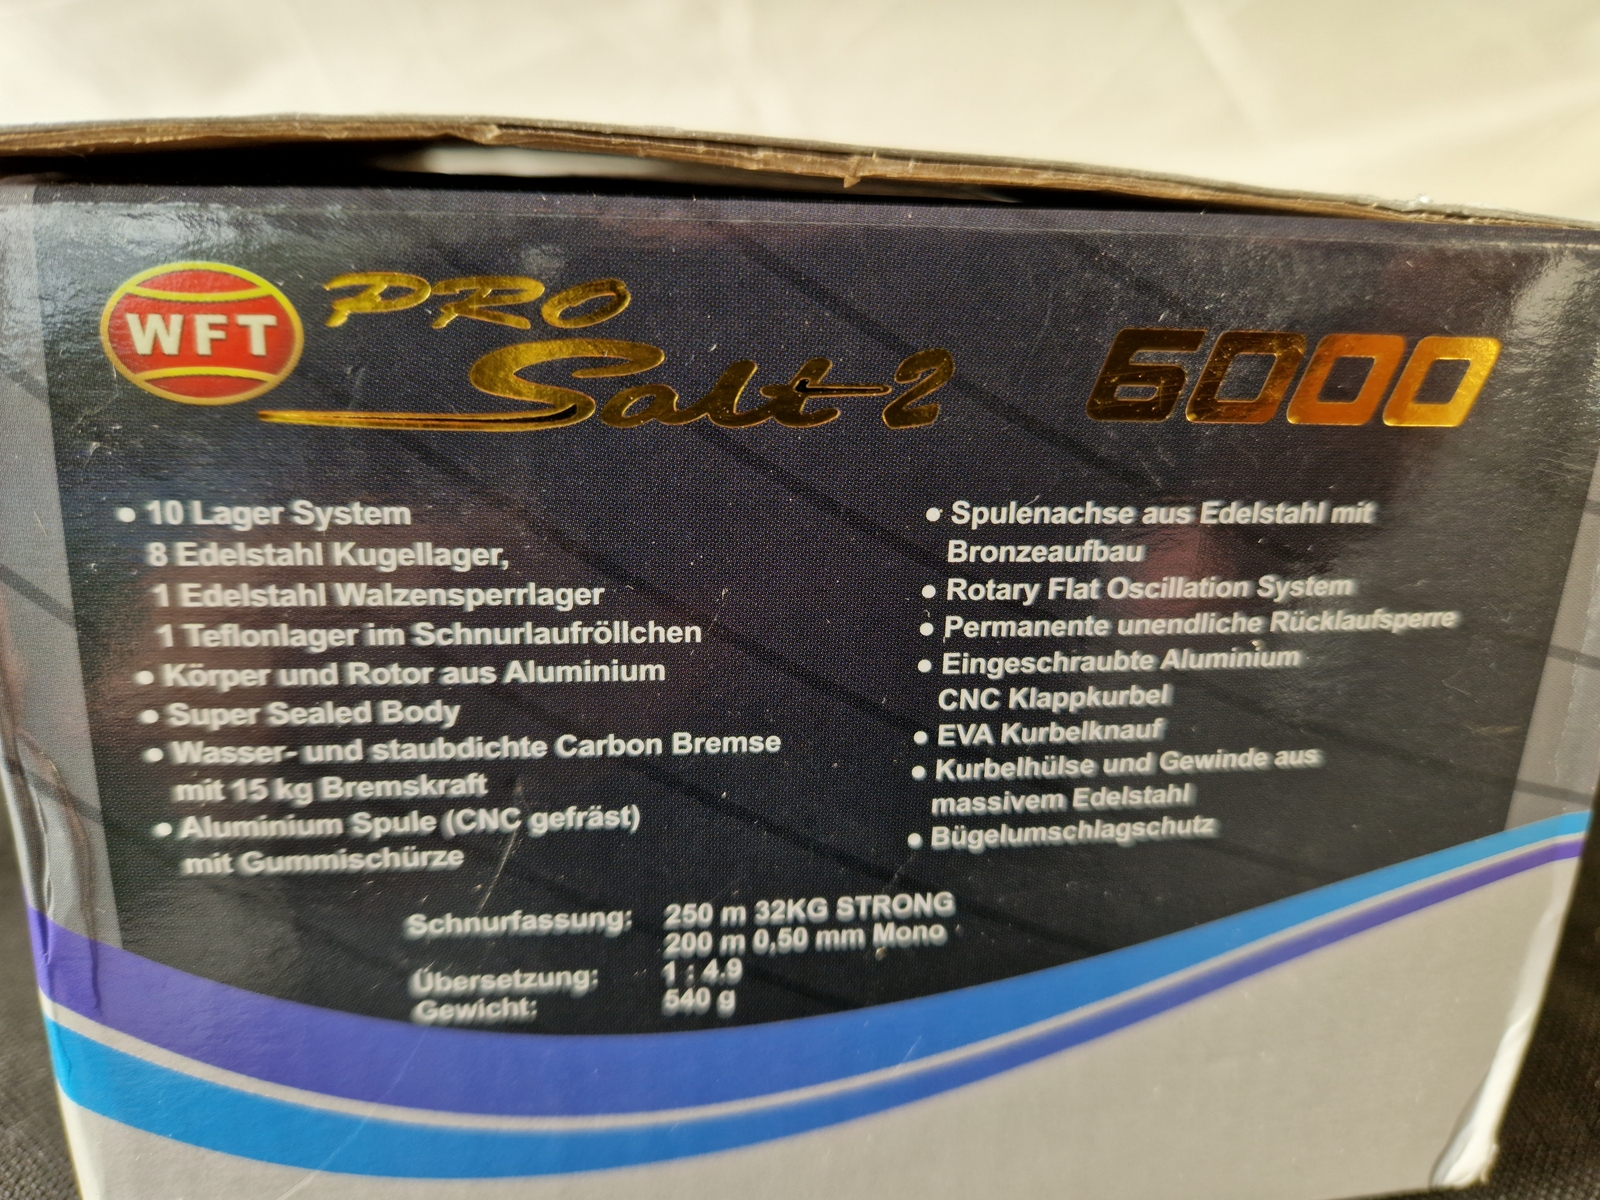 WFT
PRO
Salt 2
6000
• 10 Lager System
8 Edelstahl Kugellager,
1 Edelstahl Walzensperrlager
1 Teflonlager im Schnurlaufröllchen
• Körper und Rotor aus Aluminium
• Super Sealed Body
• Wasser- und staubdichte Carbon Bremse
mit 15 kg Bremskraft
• Aluminium Spule (CNC gefräst)
mit Gummischürze
• Spulenachse aus Edelstahl mit
Bronzeaufbau
• Rotary Flat Oscillation System
• Permanente unendliche Rücklaufsperre
• Eingeschraubte Aluminium
CNC Klappkurbel
• EVA Kurbelknauf
• Kurbelhülse und Gewinde aus
massivem Edelstahl
• Bügelumschlagschutz
Schnurfassung: 250 m 32KG STRONG
200 m 0,50 mm Mono
Übersetzung: 1 : 4.9
Gewicht: 540 g